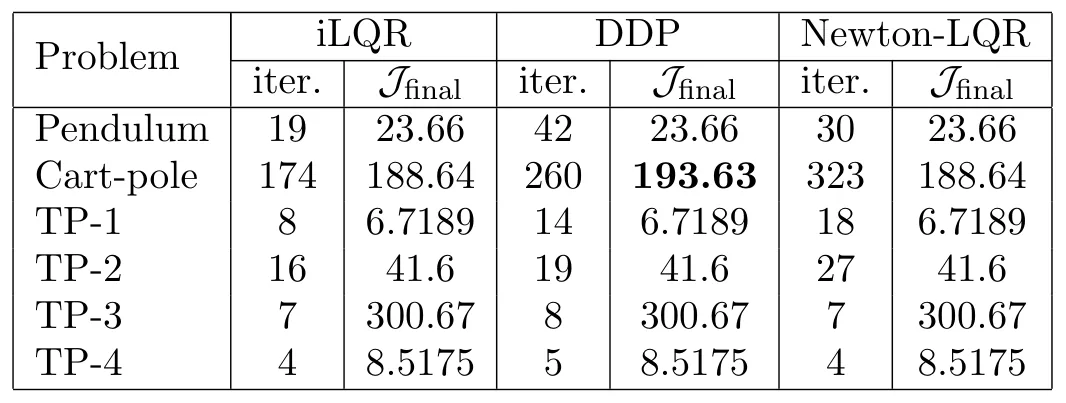 Problem iLQR DDP Newton-LQR
iter. 𝒥final iter. 𝒥final iter. 𝒥final
Pendulum 19 23.66 42 23.66 30 23.66
Cart-pole 174 188.64 260 193.63 323 188.64
TP-1 8 6.7189 14 6.7189 18 6.7189
TP-2 16 41.6 19 41.6 27 41.6
TP-3 7 300.67 8 300.67 7 300.67
TP-4 4 8.5175 5 8.5175 4 8.5175